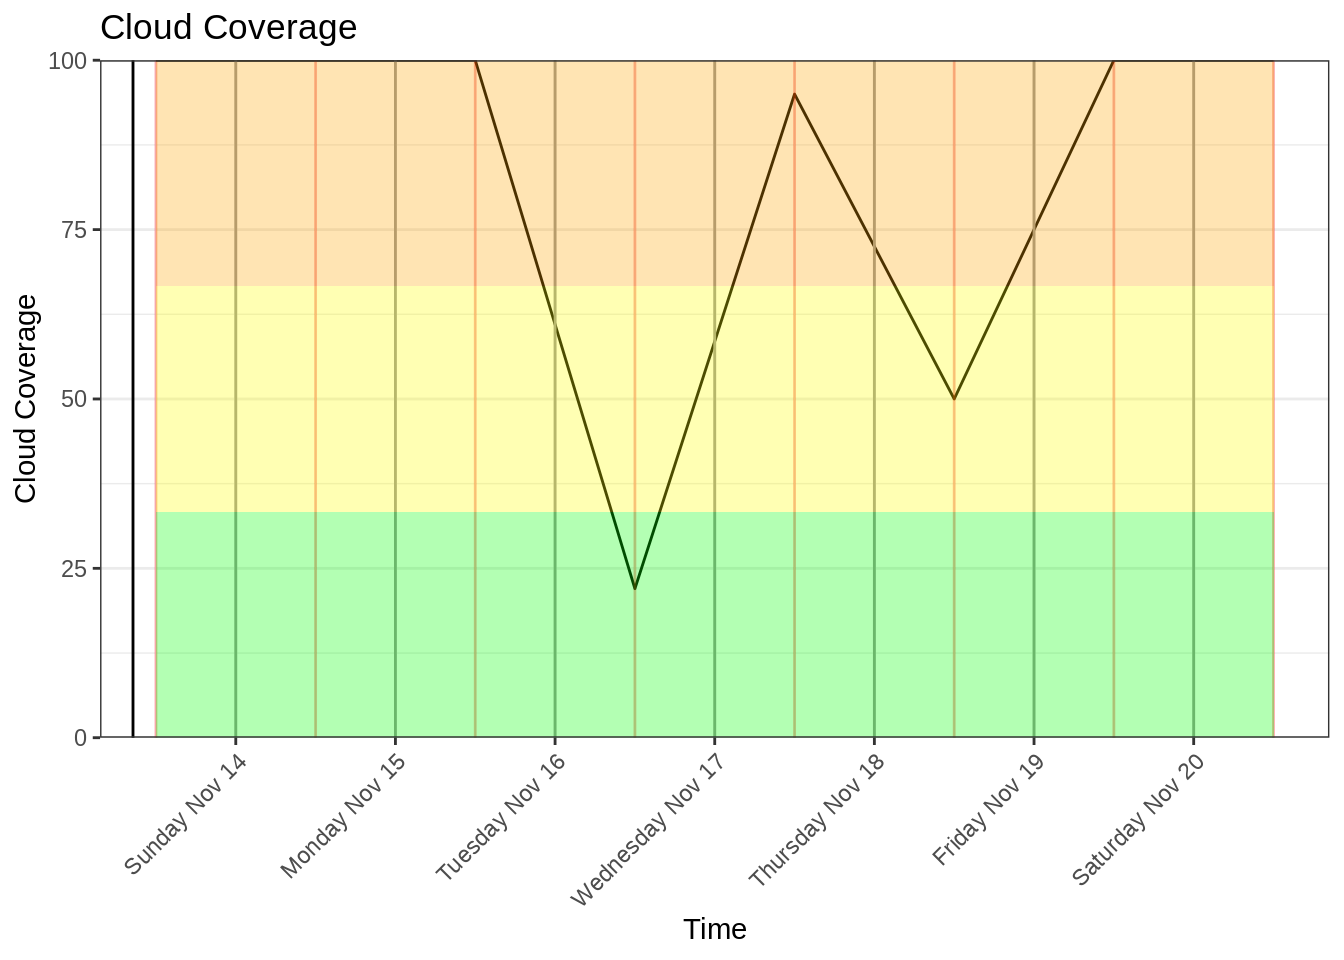 Cloud Coverage
Cloud Coverage
100
75
50
25
0
Sunday Nov 14
Monday Nov 15
Tuesday Nov 16
Wednesday Nov 17
Thursday Nov 18
Friday Nov 19
Saturday Nov 20
Time